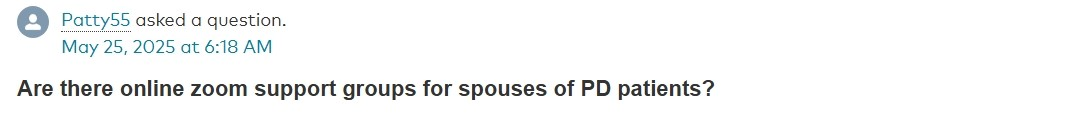 Patty55 asked a question.
May 25, 2025 at 6:18 AM
Are there online zoom support groups for spouses of PD patients?